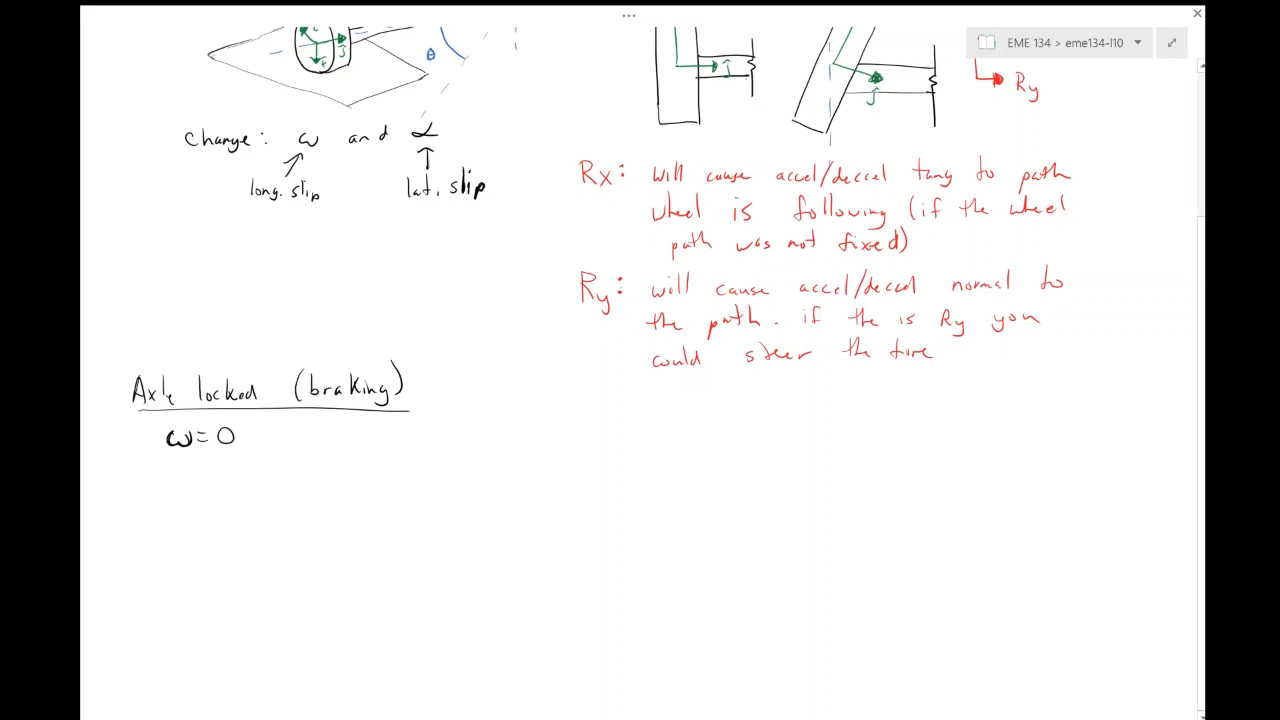 EME 134 > eme134-l10
θ
ĵ
ĵ
ĵ
Ry
Change: ω and α
long. slip
lat. slip
Rx: will cause accel/deccel tang to path
wheel is following (if the wheel
path was not fixed)
Ry: will cause accel/deccel normal to
the path. if the is Ry you
could steer the tire
Axle locked (braking)
ω=0